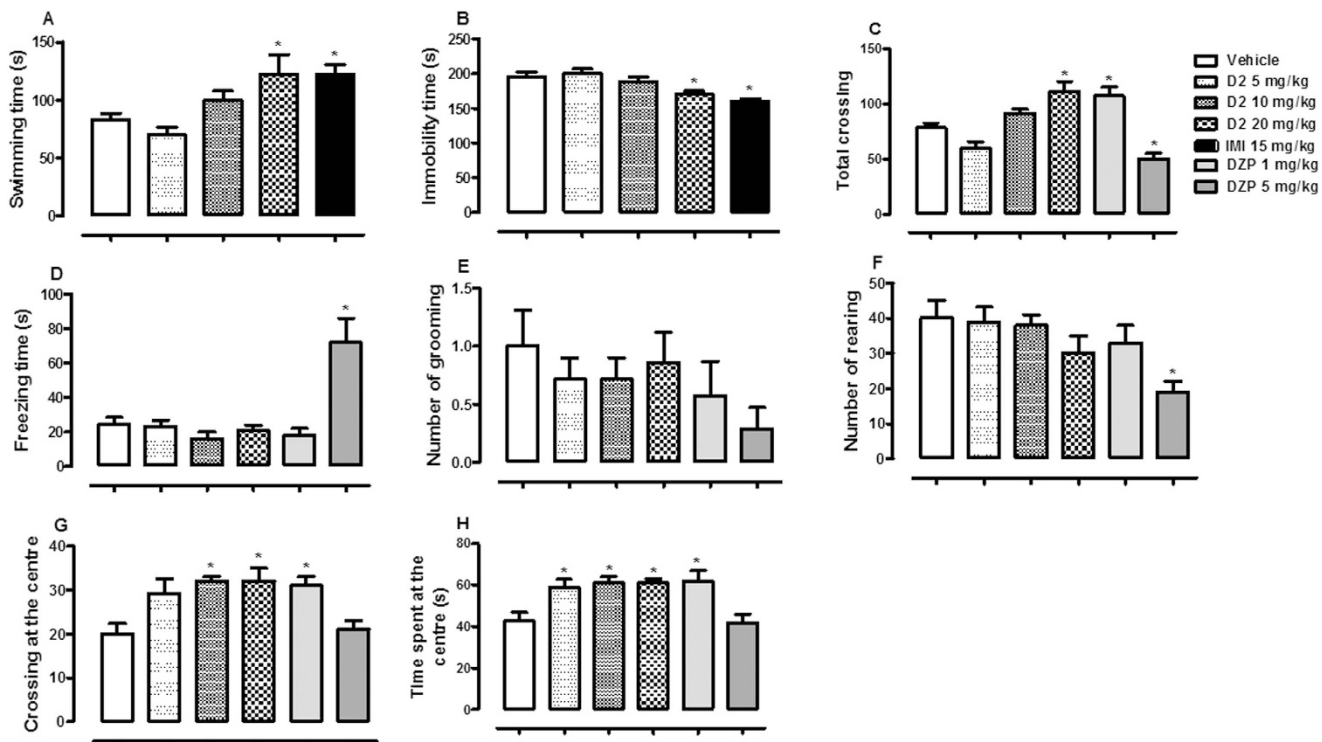 A
Swimming time (s)
150
100
50
0
B
Immobility time (s)
250
200
150
100
50
0
C
Total crossing
150
100
50
0
Vehicle
D2 5 mg/kg
D2 10 mg/kg
D2 20 mg/kg
IMI 15 mg/kg
DZP 1 mg/kg
DZP 5 mg/kg
* *
* *
* * *
D
Freezing time (s)
100
80
60
40
20
0
*
E
Number of grooming
1.5
1.0
0.5
0.0
F
Number of rearing
50
40
30
20
10
0
*
G
Crossing at the centre
40
30
20
10
0
* * *
H
Time spent at the
centre (s)
80
60
40
20
0
* * * *